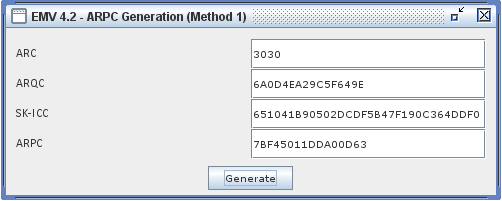 EMV 4.2 - ARPC Generation (Method 1)
ARC 3030
ARQC 6A0D4EA29C5F649E
SK-ICC 651041B90502DCDF5B47F190C364DDF0
ARPC 7BF45011DDA00D63
Generate